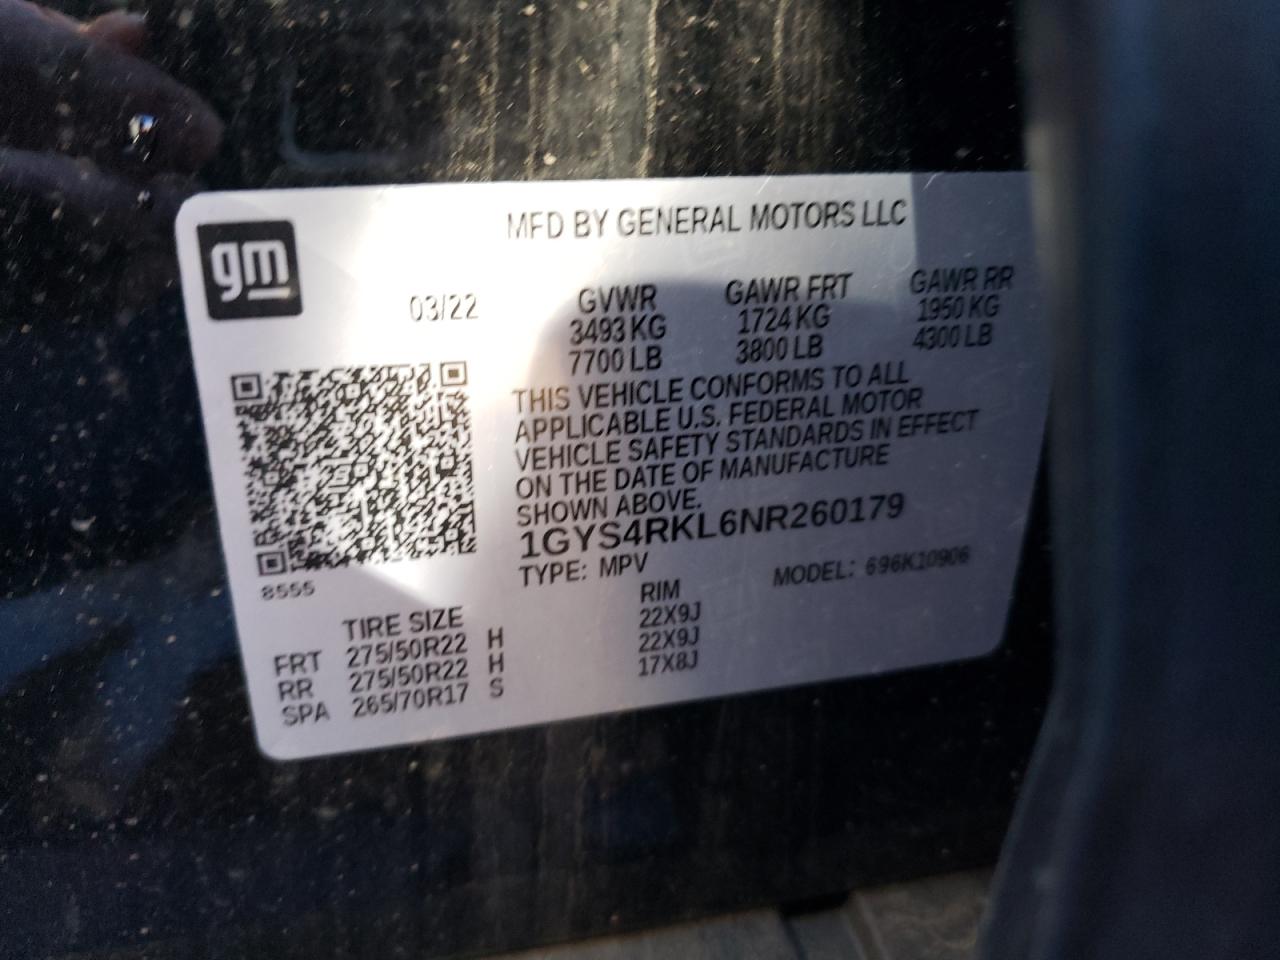 gm
MFD BY GENERAL MOTORS LLC
03/22
GVWR GAWR FRT GAWR RR
3493 KG 1724 KG 1950 KG
7700 LB 3800 LB 4300 LB
THIS VEHICLE CONFORMS TO ALL
APPLICABLE U.S. FEDERAL MOTOR
VEHICLE SAFETY STANDARDS IN EFFECT
ON THE DATE OF MANUFACTURE
SHOWN ABOVE.
1GYS4RKL6NR260179
TYPE: MPV MODEL: 696K10906
8555
TIRE SIZE RIM
FRT 275/50R22 H 22X9J
RR 275/50R22 H 22X9J
SPA 265/70R17 S 17X8J